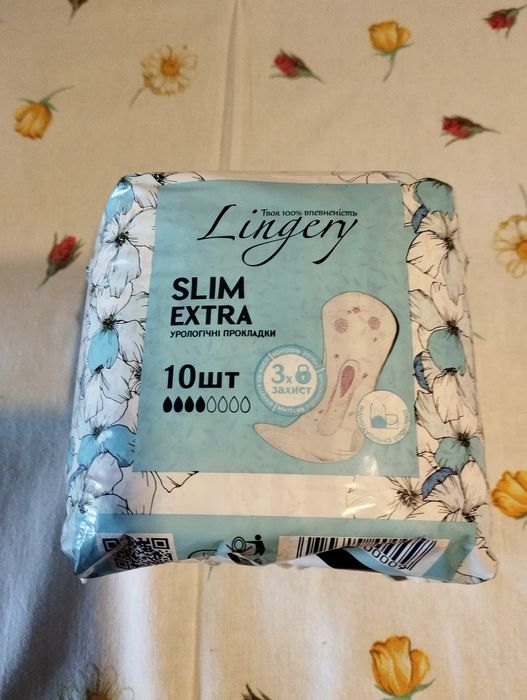 Твоя 100% впевненість
Lingery
SLIM
EXTRA
УРОЛОГІЧНІ ПРОКЛАДКИ
10шт
3x
захист